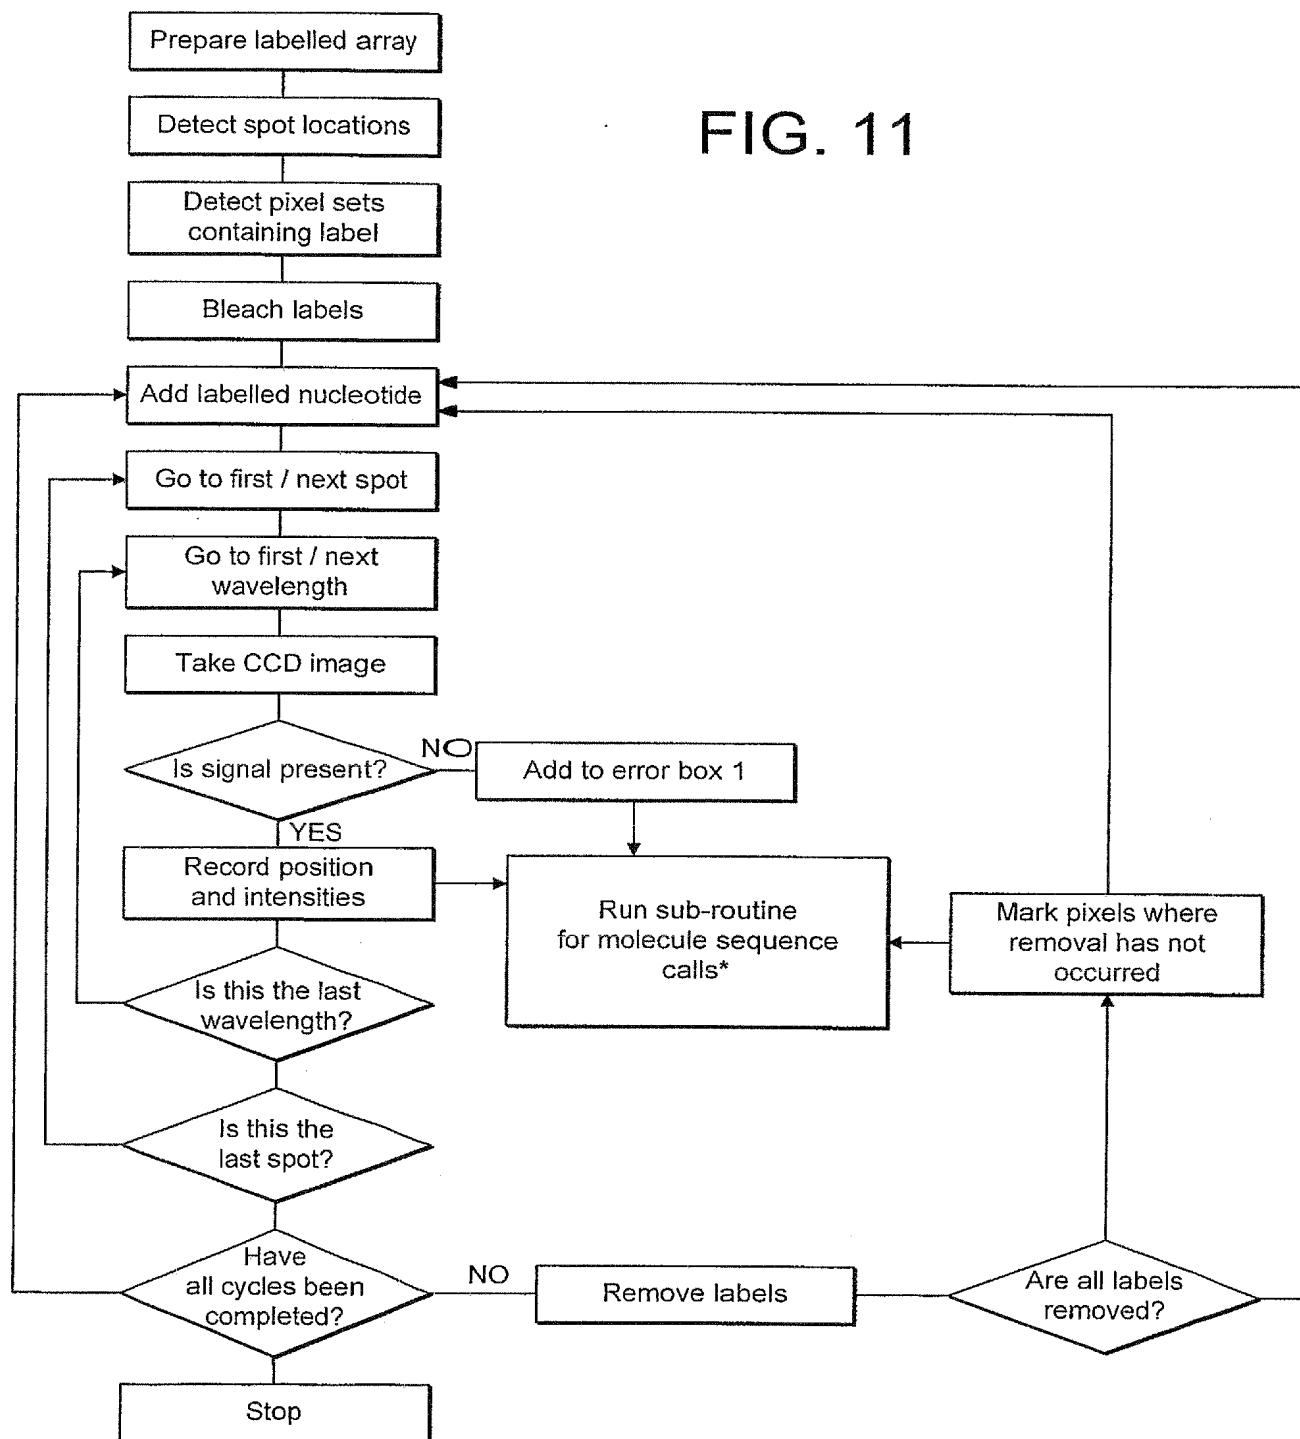 Prepare labelled array
FIG. 11
Detect spot locations
Detect pixel sets
containing label
Bleach labels
Add labelled nucleotide
Go to first / next spot
Go to first / next
wavelength
Take CCD image
Is signal present?
NO
Add to error box 1
YES
Record position
and intensities
Run sub-routine
for molecule sequence
calls*
Mark pixels where
removal has not
occurred
Is this the last
wavelength?
Is this the
last spot?
Have
all cycles been
completed?
NO
Remove labels
Are all labels
removed?
Stop